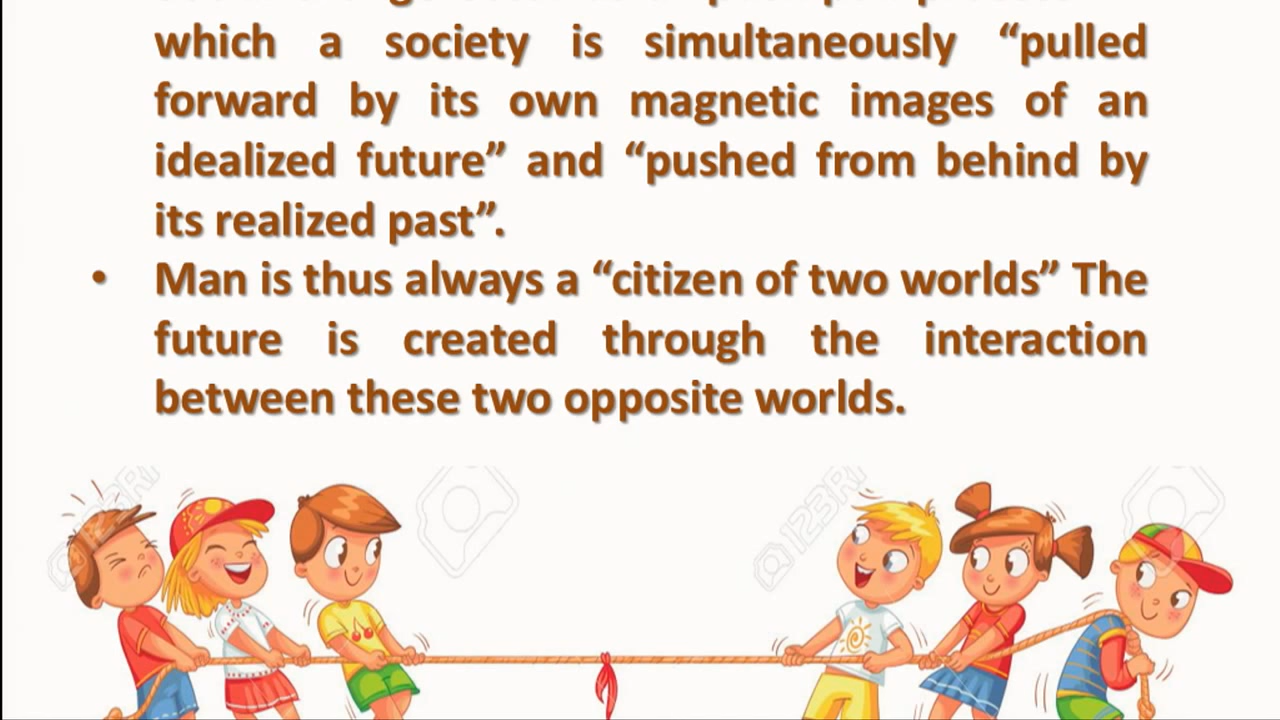 which a society is simultaneously “pulled
forward by its own magnetic images of an
idealized future” and “pushed from behind by
its realized past”.
• Man is thus always a “citizen of two worlds” The
future is created through the interaction
between these two opposite worlds.
123RF
123RF